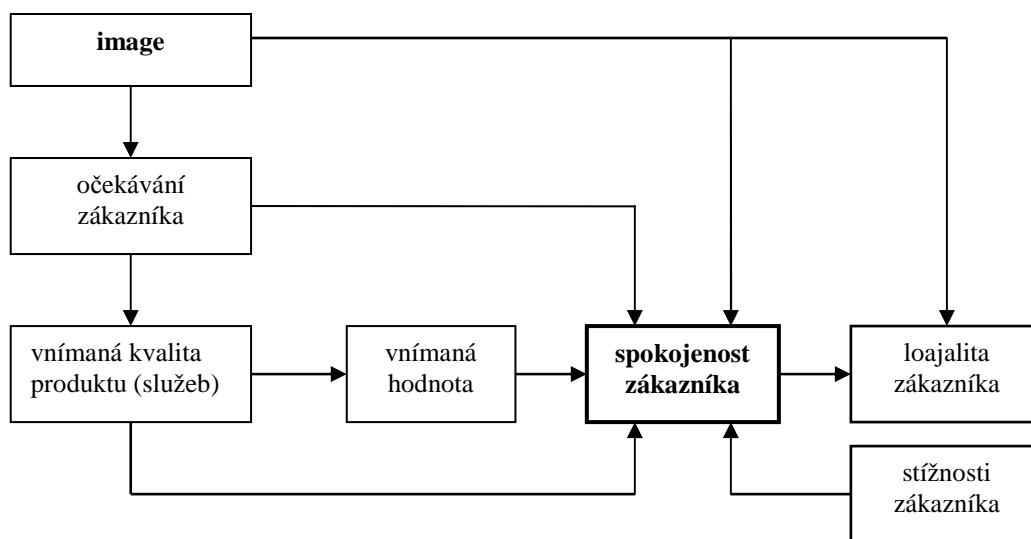 image
očekávání
zákazníka
vnímaná kvalita
produktu (služeb)
vnímaná
hodnota
spokojenost
zákazníka
loajalita
zákazníka
stížnosti
zákazníka